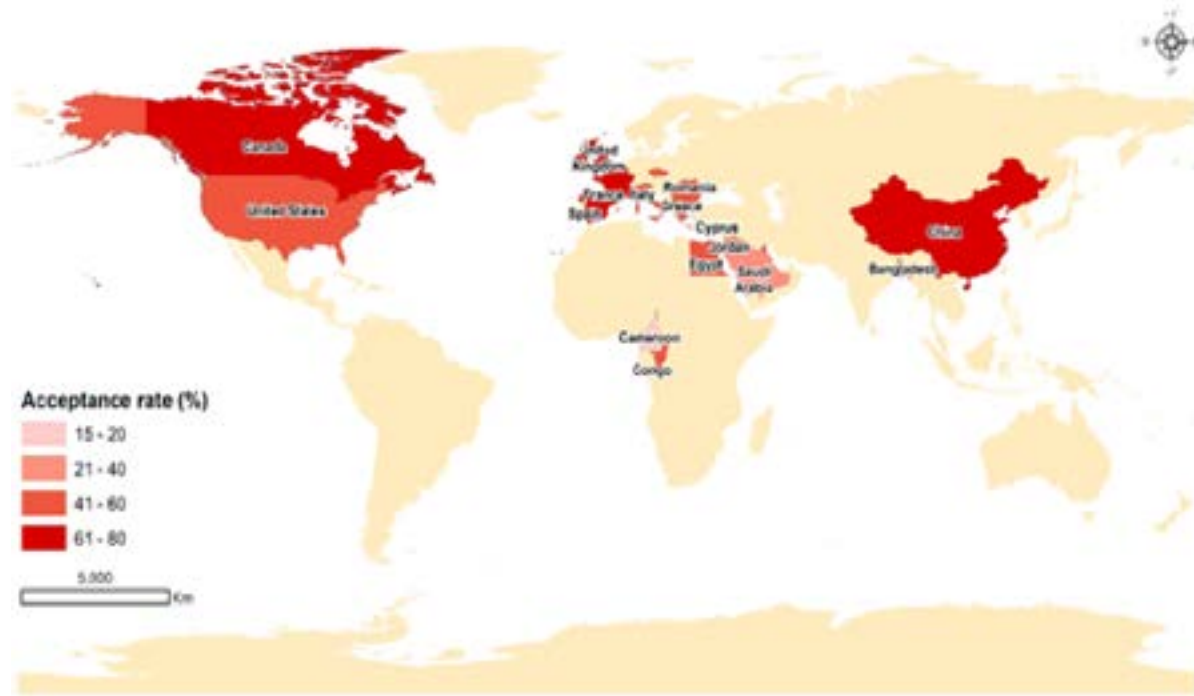 Canada
United States
United
Kingdom
France
Italy
Spain
Romania
Greece
Cyprus
Jordan
Egypt
Saudi
Arabia
China
Bangladesh
Cameroon
Congo
Acceptance rate (%)
15 - 20
21 - 40
41 - 60
61 - 80
5,000
Km